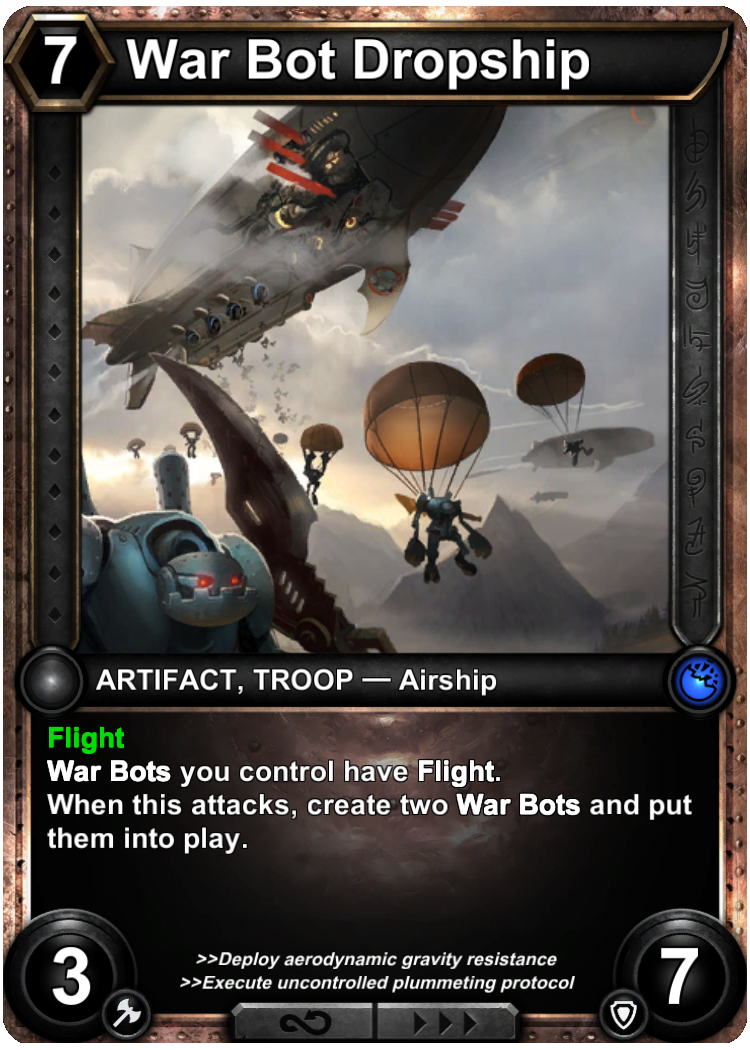 7 War Bot Dropship
ARTIFACT, TROOP — Airship
Flight
War Bots you control have Flight.
When this attacks, create two War Bots and put
them into play.
>>Deploy aerodynamic gravity resistance
>>Execute uncontrolled plummeting protocol
3 7